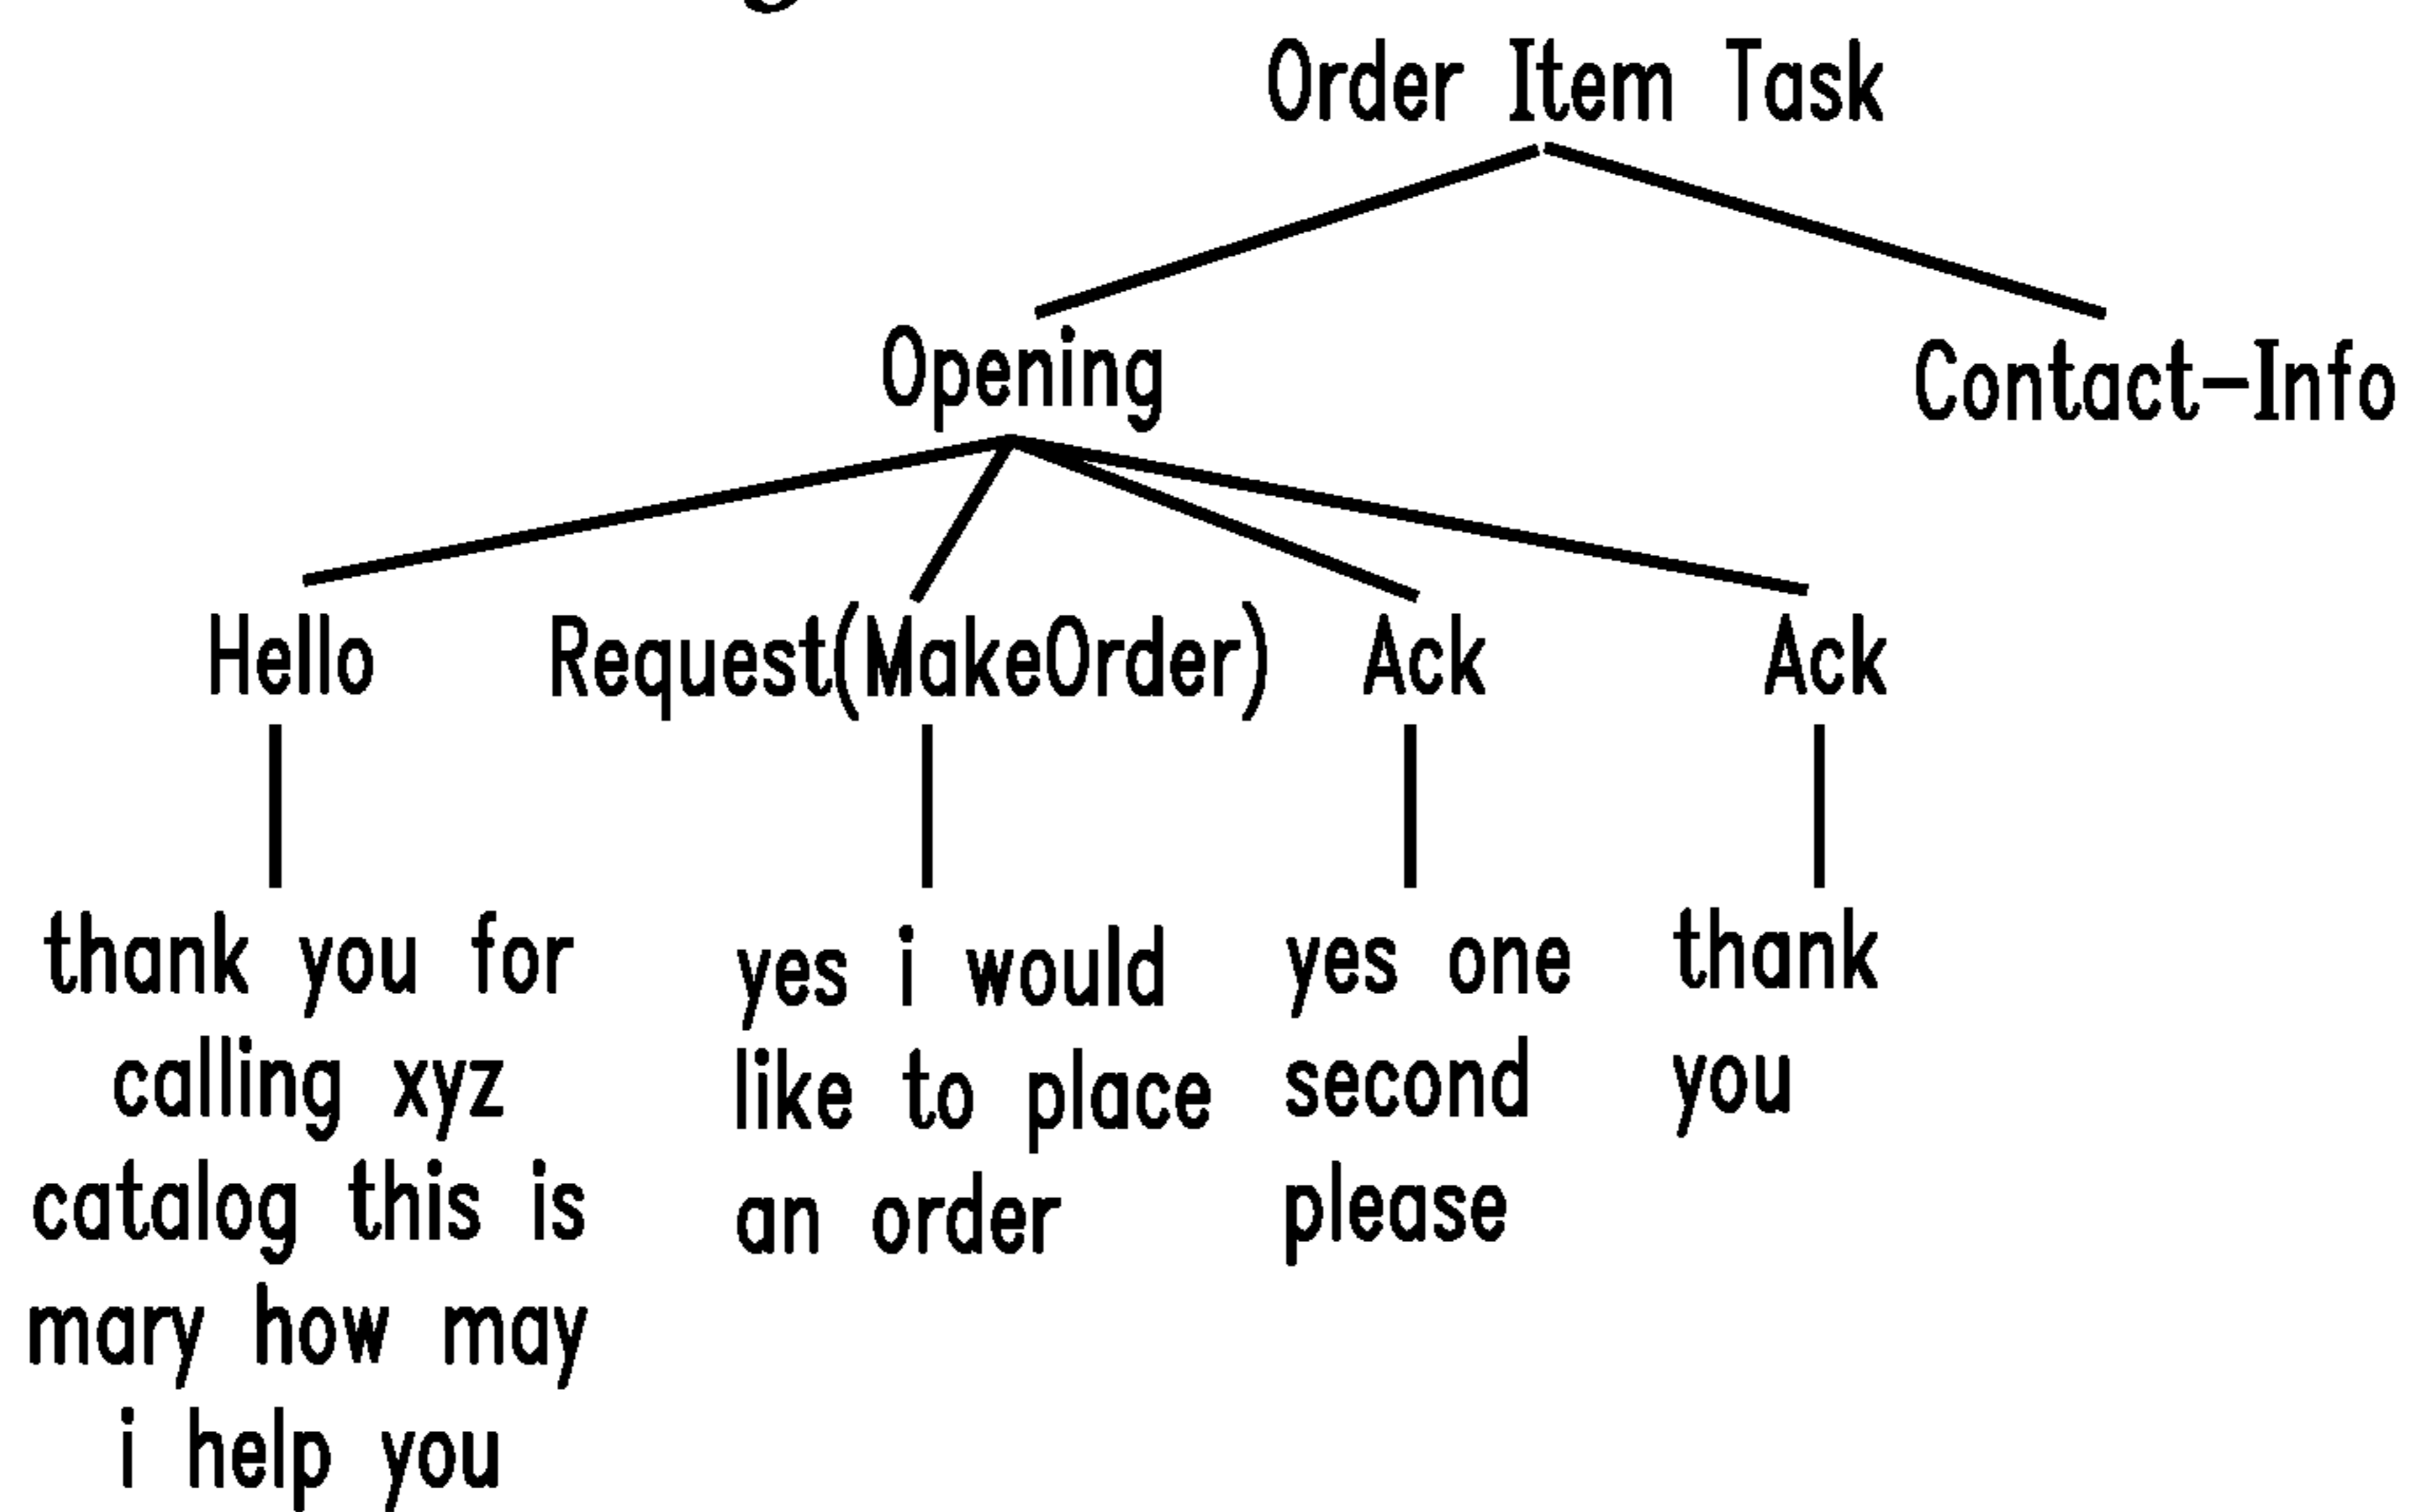 Order Item Task
Opening
Contact-Info
Hello
Request(MakeOrder)
Ack
Ack
thank you for
calling xyz
catalog this is
mary how may
i help you
yes i would
like to place
an order
yes one
second
please
thank
you